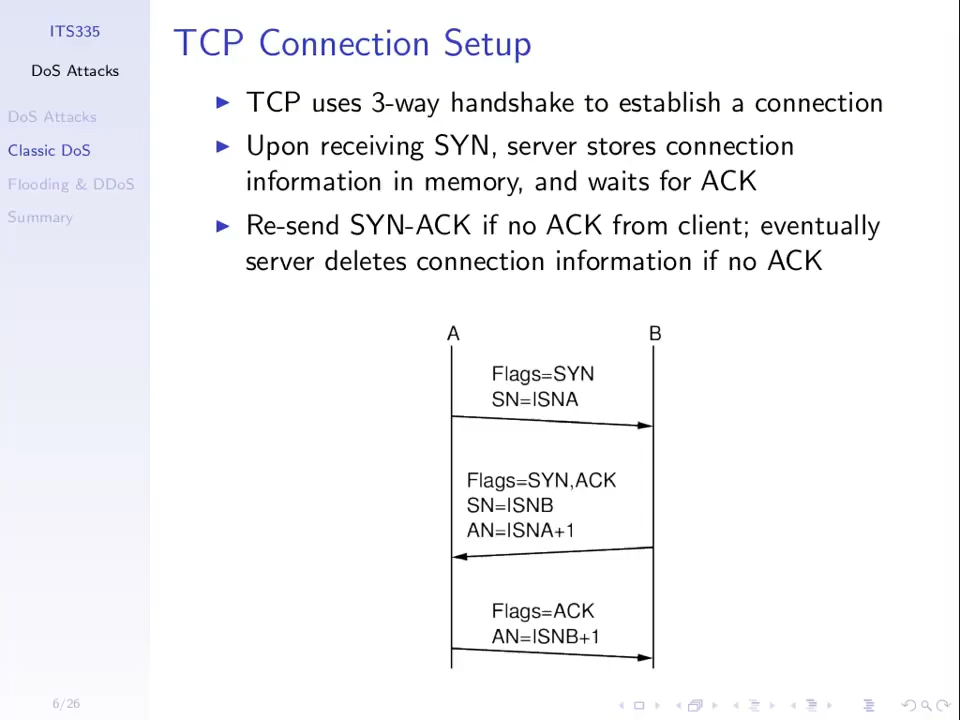 ITS335
DoS Attacks
DoS Attacks
Classic DoS
Flooding & DDoS
Summary
TCP Connection Setup
TCP uses 3-way handshake to establish a connection
Upon receiving SYN, server stores connection
information in memory, and waits for ACK
Re-send SYN-ACK if no ACK from client; eventually
server deletes connection information if no ACK
A B
Flags=SYN
SN=ISNA
Flags=SYN,ACK
SN=ISNB
AN=ISNA+1
Flags=ACK
AN=ISNB+1
6/26